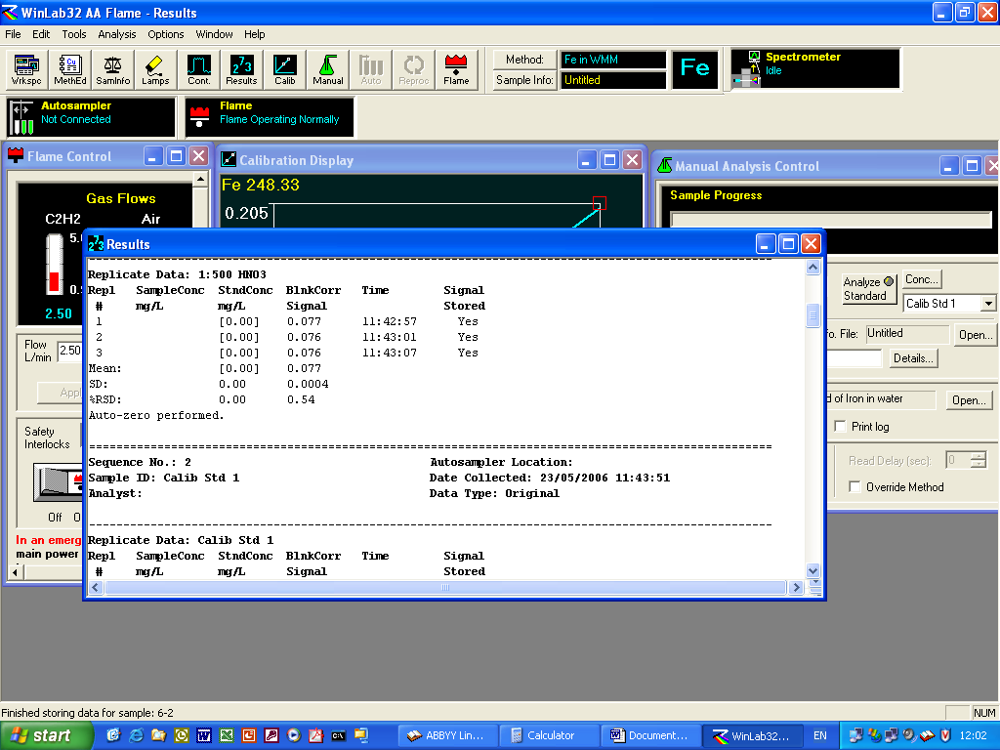 WinLab32 AA Flame - Results
File Edit Tools Analysis Options Window Help
Wrkspc MethEd SamInfo Lamps Cont. Results Calib Manual Auto Reproc Flame
Method: Fe in WMM
Sample Info: Untitled
Fe
Spectrometer
Idle
Autosampler
Not Connected
Flame
Flame Operating Normally
Flame Control
Gas Flows
C2H2 Air
5.0
0.5
2.50
Flow
L/min 2.50
Safety
Interlocks
Off
In an emerg
main power
Calibration Display
Fe 248.33
0.205
Manual Analysis Control
Sample Progress
Analyze
Standard
Conc...
Calib Std 1
fo. File: Untitled Open...
Details...
d of Iron in water Open...
Print log
Read Delay (sec): 0
Override Method
Results
Replicate Data: 1:500 HNO3
Repl SampleConc StndConc BlnkCorr Time Signal
# mg/L mg/L Signal Stored
1 [0.00] 0.077 11:42:57 Yes
2 [0.00] 0.076 11:43:01 Yes
3 [0.00] 0.076 11:43:07 Yes
Mean: [0.00] 0.077
SD: 0.00 0.0004
%RSD: 0.00 0.54
Auto-zero performed.
Sequence No.: 2 Autosampler Location:
Sample ID: Calib Std 1 Date Collected: 23/05/2006 11:43:51
Analyst: Data Type: Original
Replicate Data: Calib Std 1
Repl SampleConc StndConc BlnkCorr Time Signal
# mg/L mg/L Signal Stored
Finished storing data for sample: 6-2
NUM
start ABBYY Lin... Calculator Document... WinLab32... EN 12:02